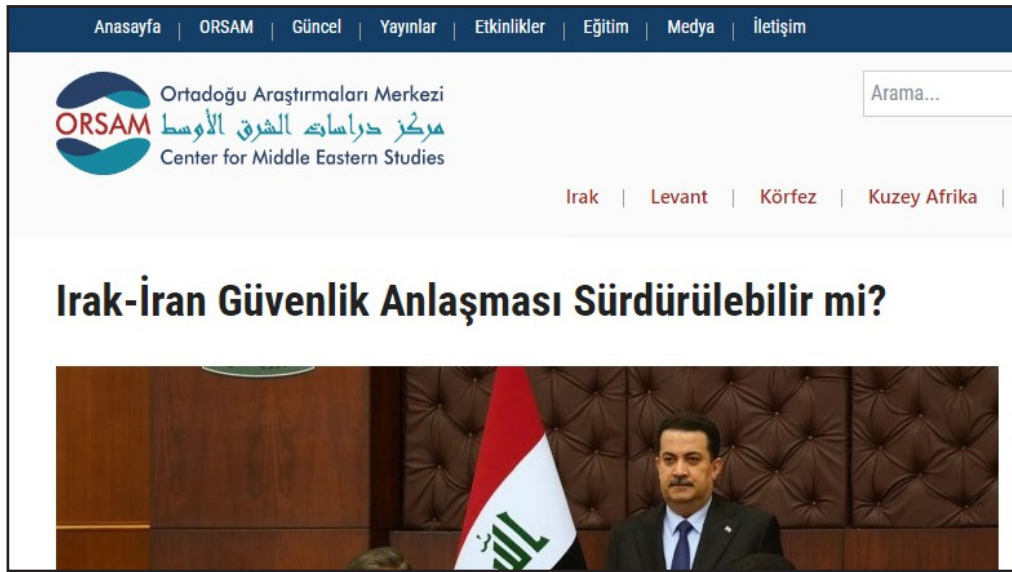 Anasayfa | ORSAM | Güncel | Yayınlar | Etkinlikler | Eğitim | Medya | İletişim
ORSAM
Ortadoğu Araştırmaları Merkezi
مركز دراسات الشرق الأوسط
Center for Middle Eastern Studies
Arama...
Irak | Levant | Körfez | Kuzey Afrika |
Irak-İran Güvenlik Anlaşması Sürdürülebilir mi?
الله